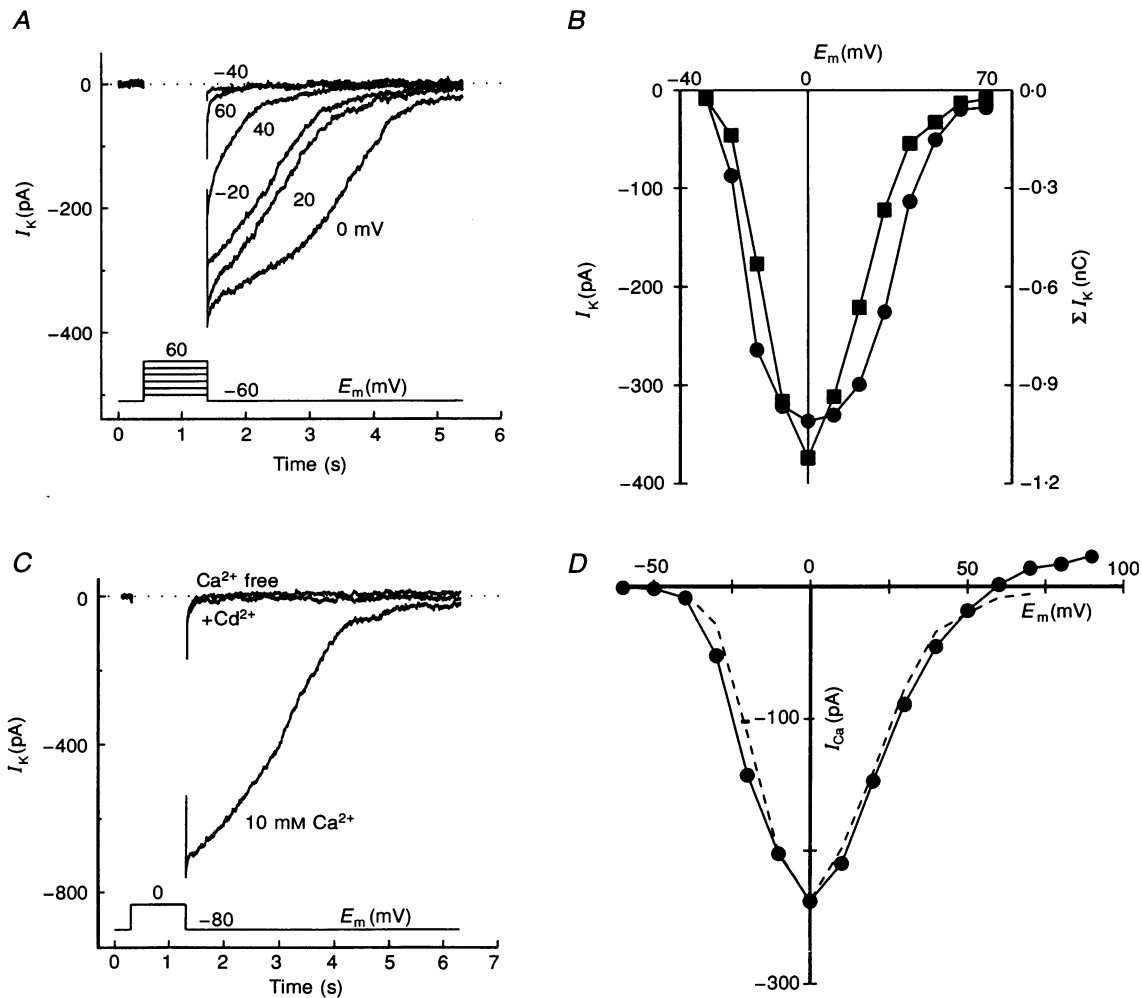 A
0
-200
-400
I_K(pA)
-40
60
40
-20
20
0 mV
60
-60
E_m(mV)
0 1 2 3 4 5 6
Time (s)
B
E_m(mV)
-40 0 70
0 0·0
-100 -0·3
-200 -0·6
-300 -0·9
-400 -1·2
I_K(pA)
Σ I_K (nC)
C
0
-400
-800
I_K(pA)
Ca²⁺ free
+Cd²⁺
10 mM Ca²⁺
0
-80
E_m(mV)
0 1 2 3 4 5 6 7
Time (s)
D
-50 0 50 100
E_m(mV)
-100
I_Ca(pA)
-300